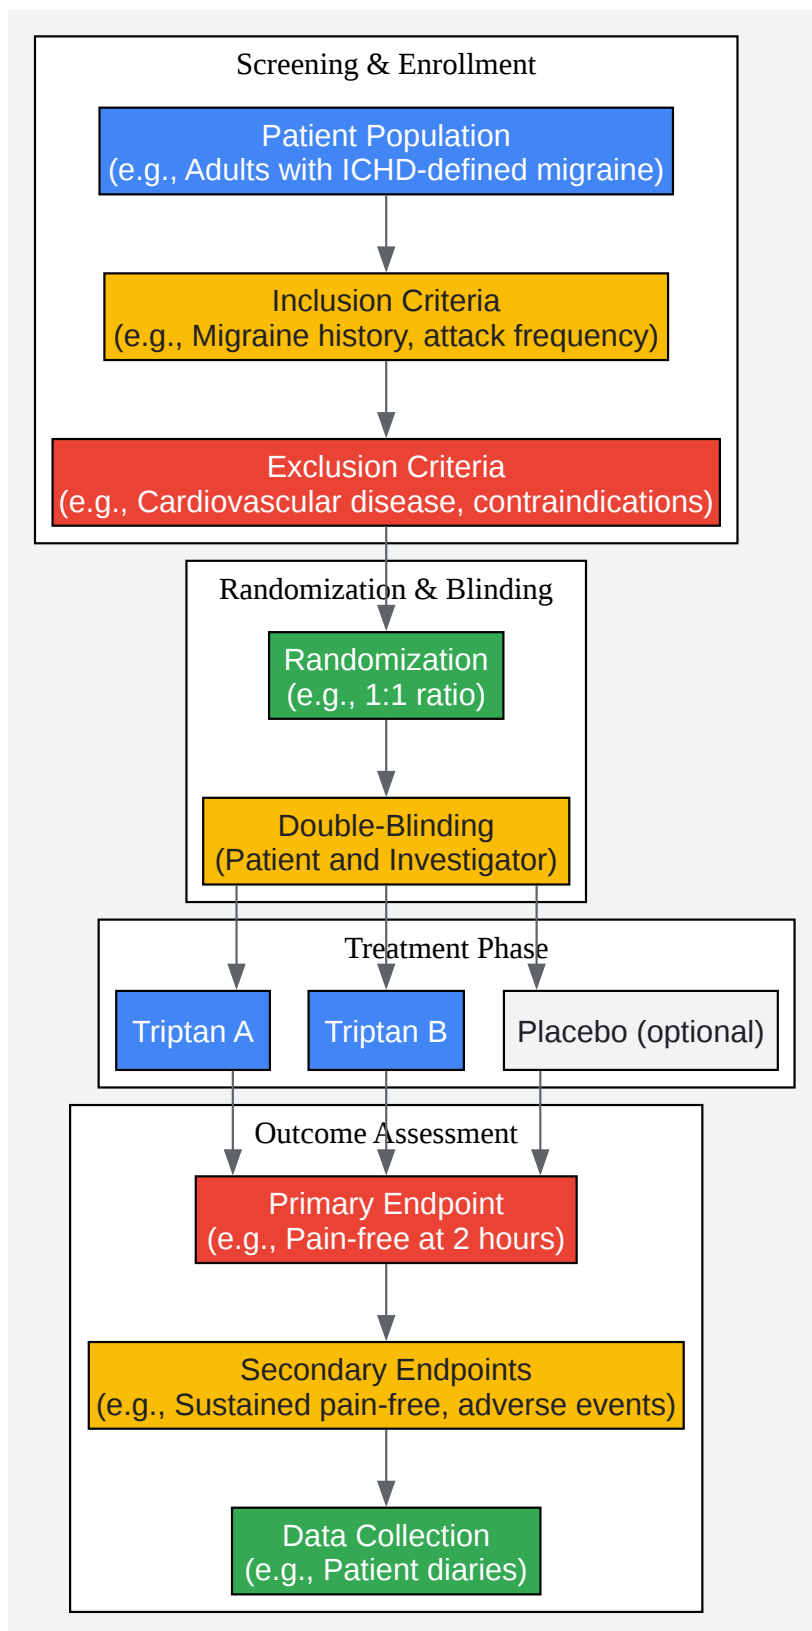 Screening & Enrollment
Patient Population
(e.g., Adults with ICHD-defined migraine)
Inclusion Criteria
(e.g., Migraine history, attack frequency)
Exclusion Criteria
(e.g., Cardiovascular disease, contraindications)
Randomization & Blinding
Randomization
(e.g., 1:1 ratio)
Double-Blinding
(Patient and Investigator)
Treatment Phase
Triptan A
Triptan B
Placebo (optional)
Outcome Assessment
Primary Endpoint
(e.g., Pain-free at 2 hours)
Secondary Endpoints
(e.g., Sustained pain-free, adverse events)
Data Collection
(e.g., Patient diaries)